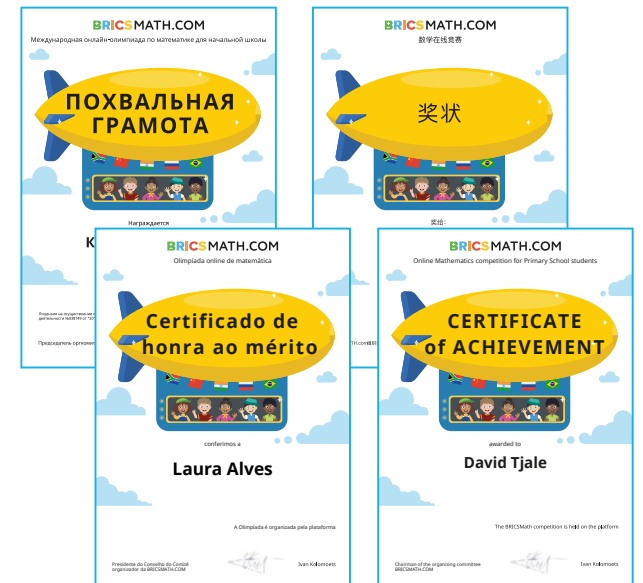 BRICSMATH.COM
Международная онлайн-олимпиада по математике для начальной школы
ПОХВАЛЬНАЯ
ГРАМОТА
Награждается
К
Председатель оргкоми
BRICSMATH.COM
数学在线竞赛
奖状
奖给:
BRICSMATH.COM
Olimpíada online de matemática
Certificado de
honra ao mérito
conferimos a
Laura Alves
A Olimpíada é organizada pela plataforma
Presidente do Conselho do Comitê
organizador da BRICSMATH.COM
Ivan Kolomoets
BRICSMATH.COM
Online Mathematics competition for Primary School students
CERTIFICATE
of ACHIEVEMENT
awarded to
David Tjale
The BRICSMath competition is held on the platform
Chairman of the organizing committee
BRICSMATH.COM
Ivan Kolomoets